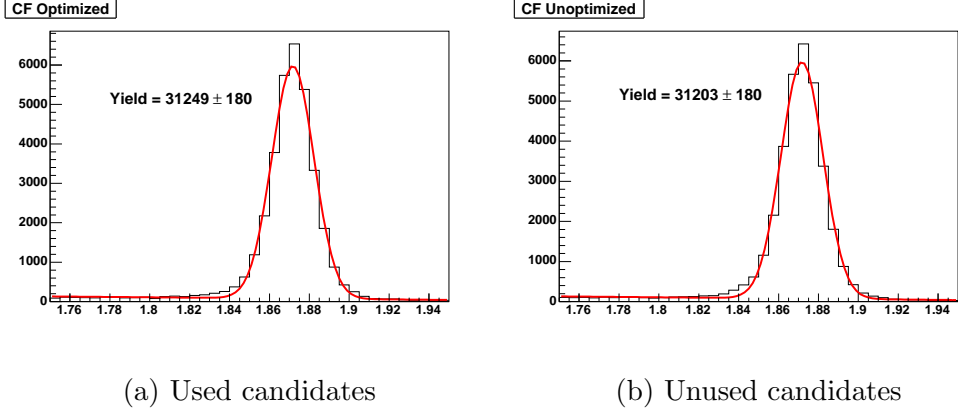 CF Optimized
6000
5000
4000
3000
2000
1000
0
Yield = 31249 ± 180
1.76 1.78 1.8 1.82 1.84 1.86 1.88 1.9 1.92 1.94
(a) Used candidates
CF Unoptimized
6000
5000
4000
3000
2000
1000
0
Yield = 31203 ± 180
1.76 1.78 1.8 1.82 1.84 1.86 1.88 1.9 1.92 1.94
(b) Unused candidates